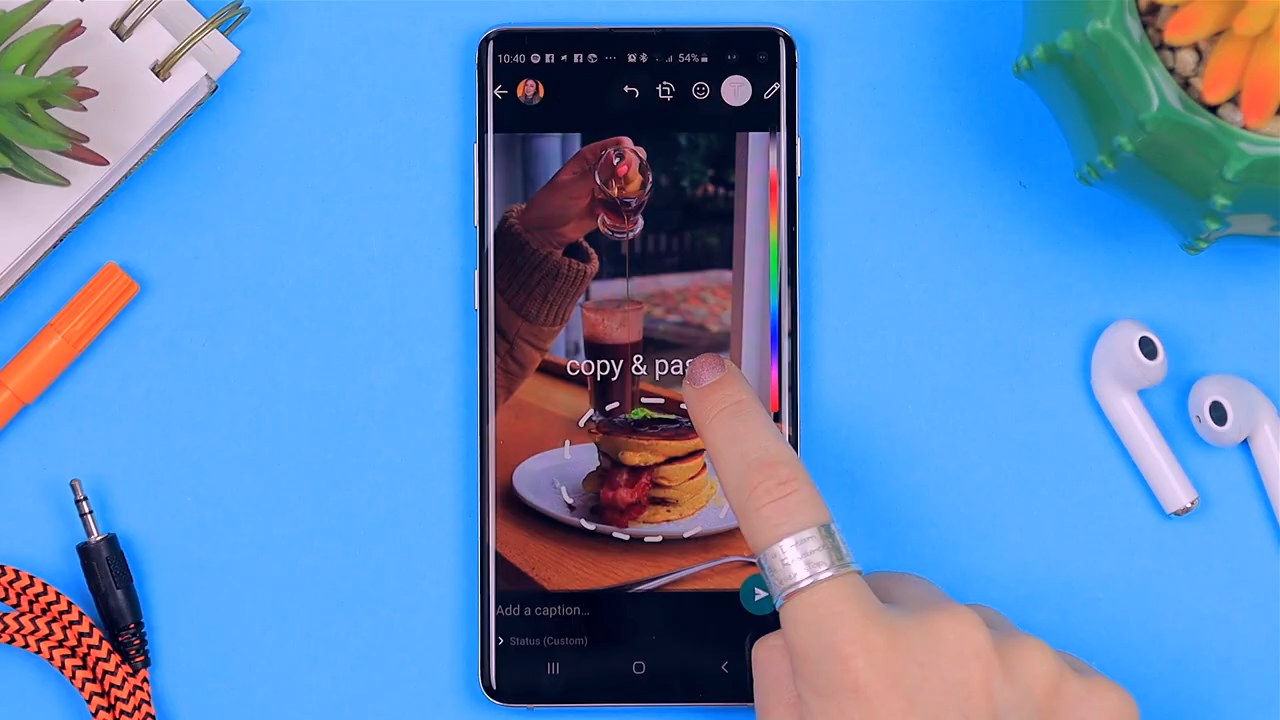 10:40 54%
T
copy & pas
Add a caption...
Status (Custom)